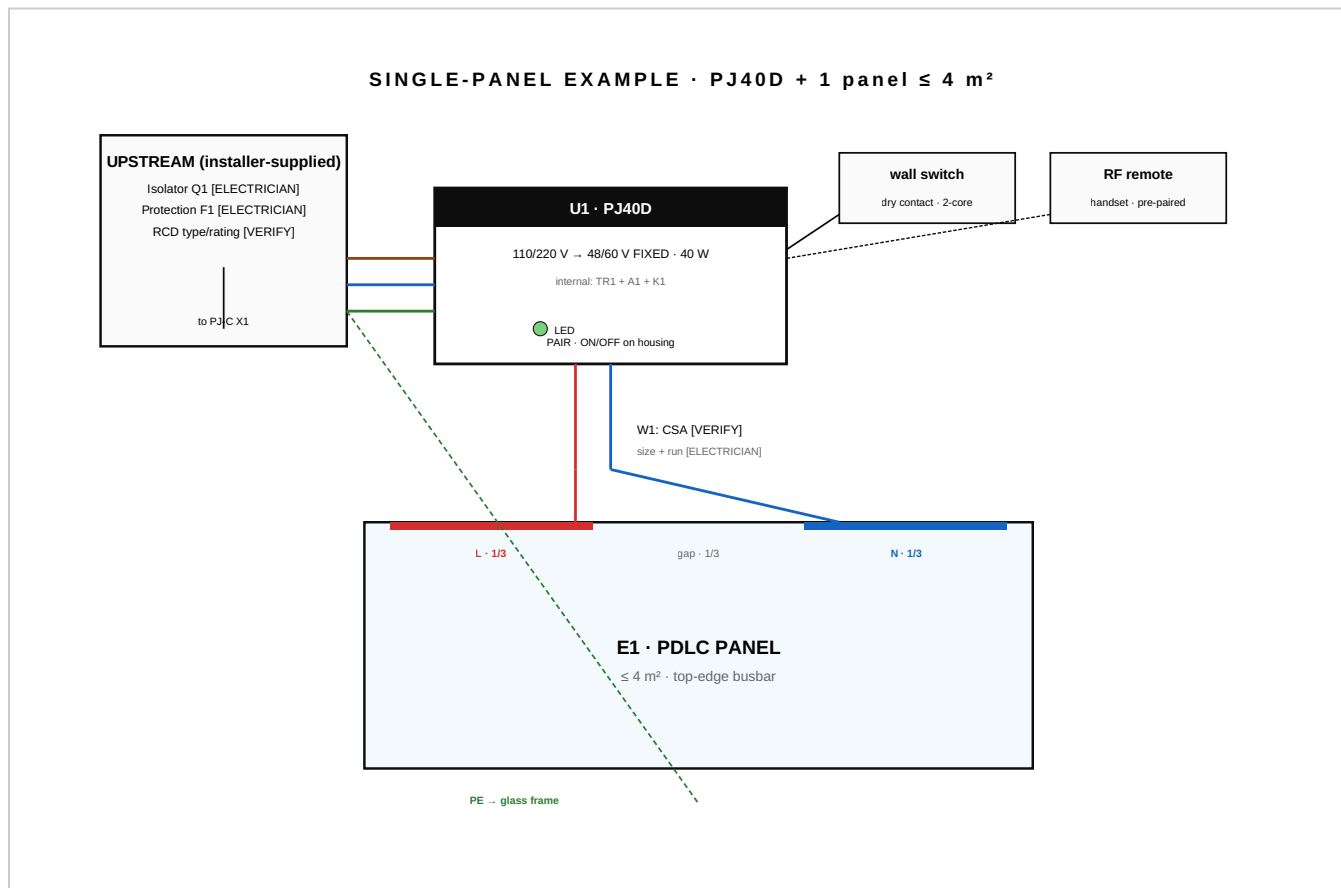 SINGLE-PANEL EXAMPLE · PJ40D + 1 panel ≤ 4 m²
UPSTREAM (installer-supplied)
Isolator Q1 [ELECTRICIAN]
Protection F1 [ELECTRICIAN]
RCD type/rating [VERIFY]
to PJ-C X1
U1 · PJ40D
110/220 V → 48/60 V FIXED · 40 W
internal: TR1 + A1 + K1
LED
PAIR · ON/OFF on housing
wall switch
dry contact · 2-core
RF remote
handset · pre-paired
W1: CSA [VERIFY]
size + run [ELECTRICIAN]
L · 1/3
gap · 1/3
N · 1/3
E1 · PDLC PANEL
≤ 4 m² · top-edge busbar
PE → glass frame